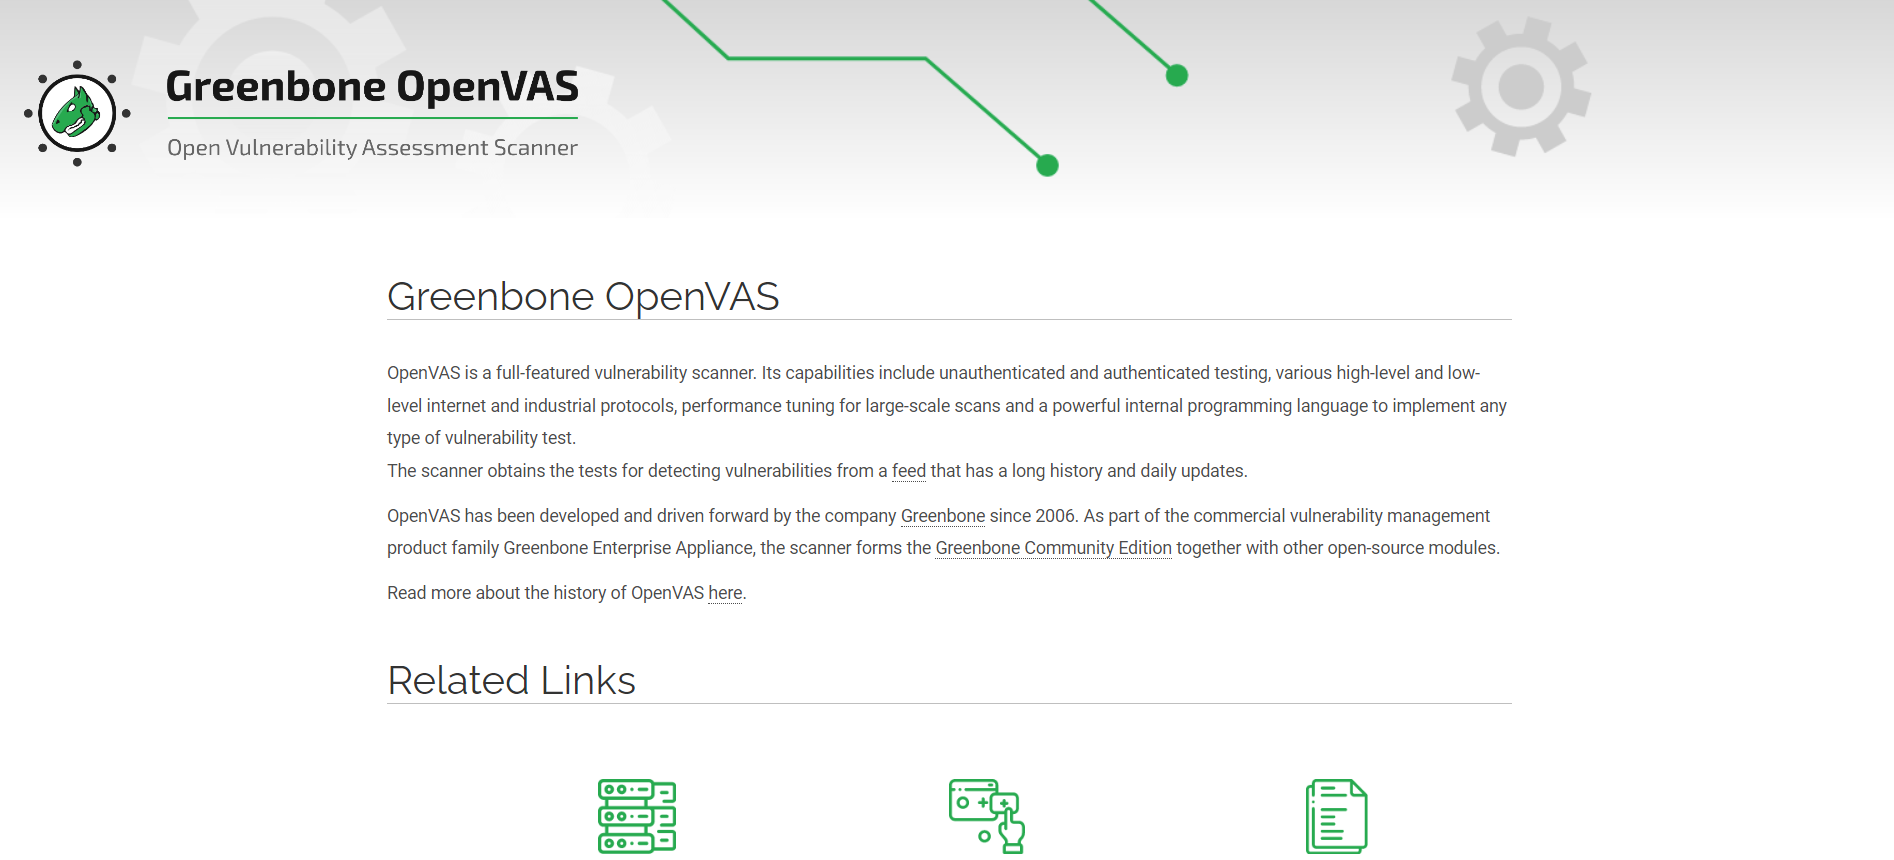 Greenbone OpenVAS
Open Vulnerability Assessment Scanner
Greenbone OpenVAS
OpenVAS is a full-featured vulnerability scanner. Its capabilities include unauthenticated and authenticated testing, various high-level and low-
level internet and industrial protocols, performance tuning for large-scale scans and a powerful internal programming language to implement any
type of vulnerability test.
The scanner obtains the tests for detecting vulnerabilities from a feed that has a long history and daily updates.
OpenVAS has been developed and driven forward by the company Greenbone since 2006. As part of the commercial vulnerability management
product family Greenbone Enterprise Appliance, the scanner forms the Greenbone Community Edition together with other open-source modules.
Read more about the history of OpenVAS here.
Related Links